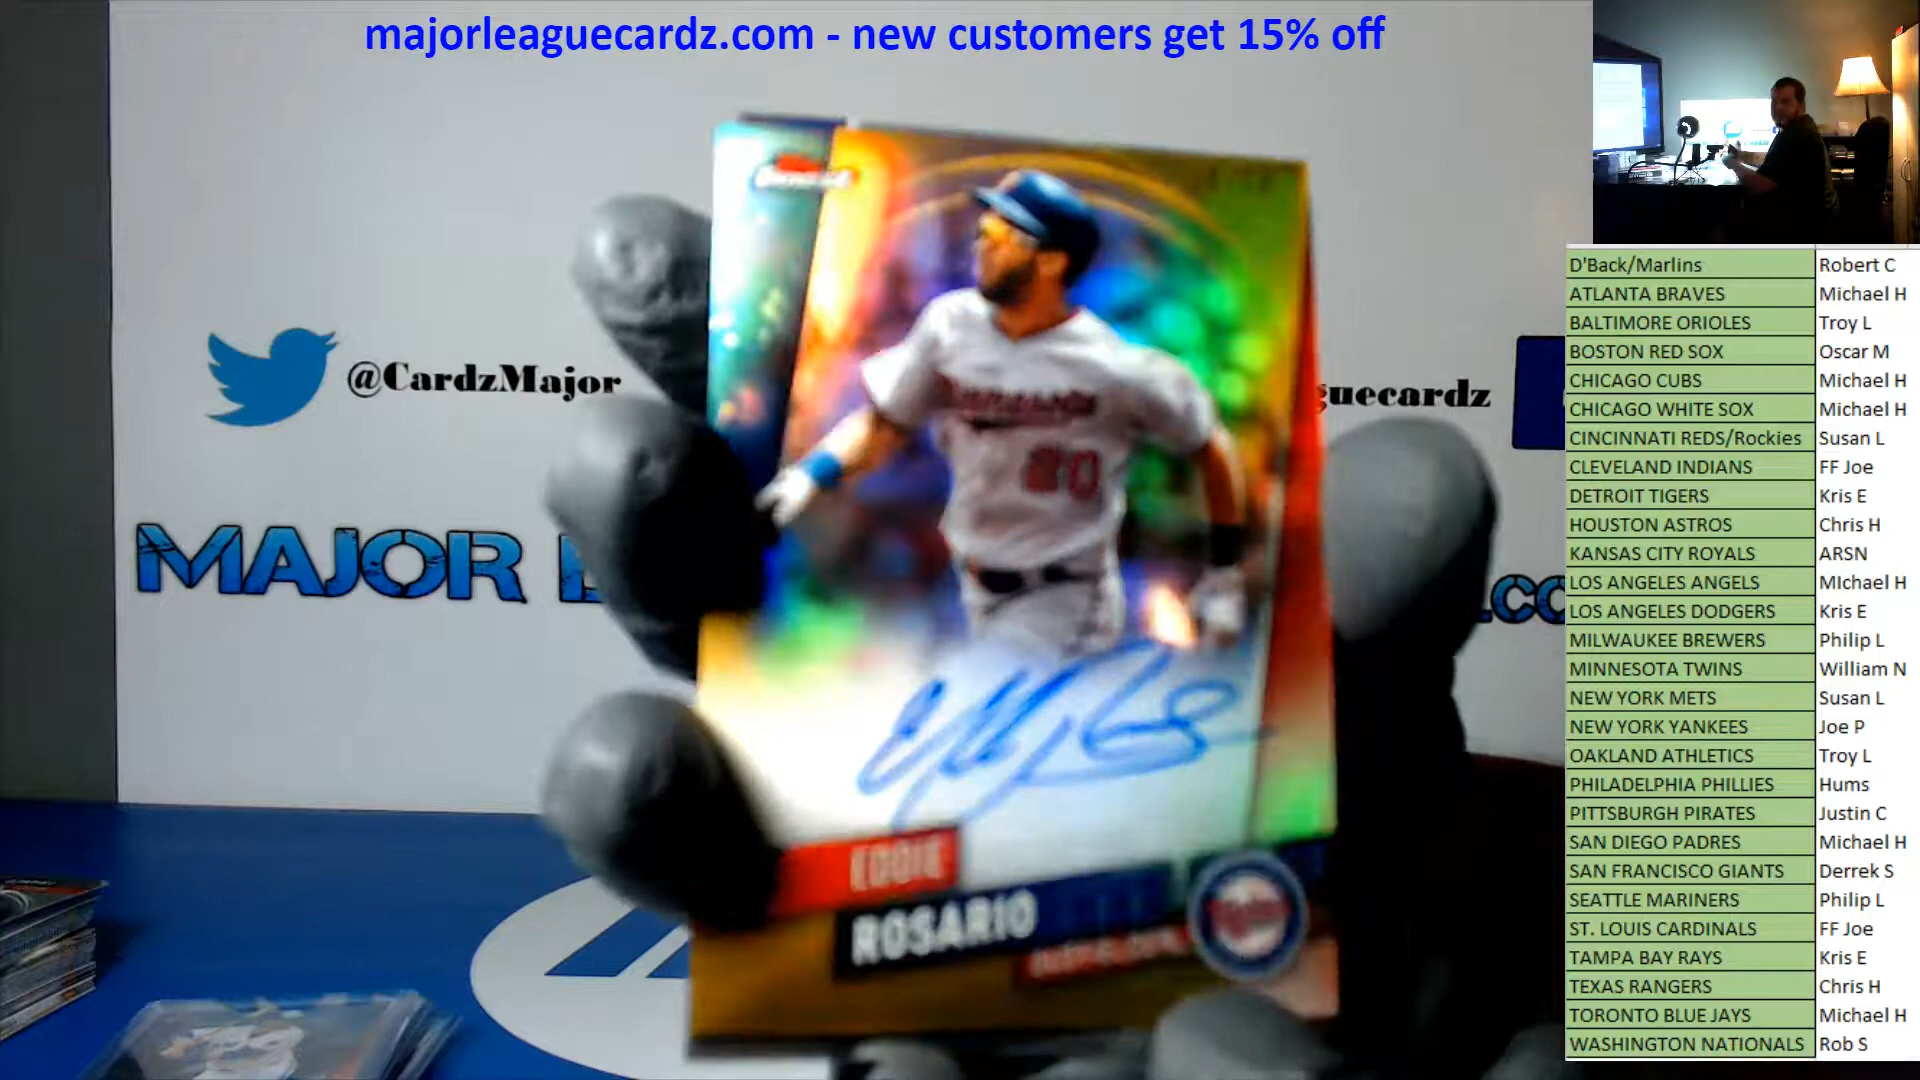 majorleaguecardz.com - new customers get 15% off
@CardzMajor
guecardz
MAJOR
.CO
20
EDDIE
ROSARIO
D'Back/Marlins Robert C
ATLANTA BRAVES Michael H
BALTIMORE ORIOLES Troy L
BOSTON RED SOX Oscar M
CHICAGO CUBS Michael H
CHICAGO WHITE SOX Michael H
CINCINNATI REDS/Rockies Susan L
CLEVELAND INDIANS FF Joe
DETROIT TIGERS Kris E
HOUSTON ASTROS Chris H
KANSAS CITY ROYALS ARSN
LOS ANGELES ANGELS MIchael H
LOS ANGELES DODGERS Kris E
MILWAUKEE BREWERS Philip L
MINNESOTA TWINS William N
NEW YORK METS Susan L
NEW YORK YANKEES Joe P
OAKLAND ATHLETICS Troy L
PHILADELPHIA PHILLIES Hums
PITTSBURGH PIRATES Justin C
SAN DIEGO PADRES Michael H
SAN FRANCISCO GIANTS Derrek S
SEATTLE MARINERS Philip L
ST. LOUIS CARDINALS FF Joe
TAMPA BAY RAYS Kris E
TEXAS RANGERS Chris H
TORONTO BLUE JAYS Michael H
WASHINGTON NATIONALS Rob S